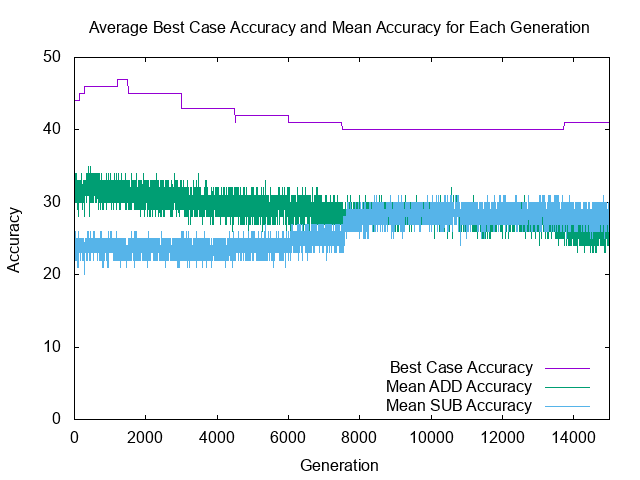 Average Best Case Accuracy and Mean Accuracy for Each Generation
50
40
30
20
10
0
Accuracy
Best Case Accuracy
Mean ADD Accuracy
Mean SUB Accuracy
0 2000 4000 6000 8000 10000 12000 14000
Generation